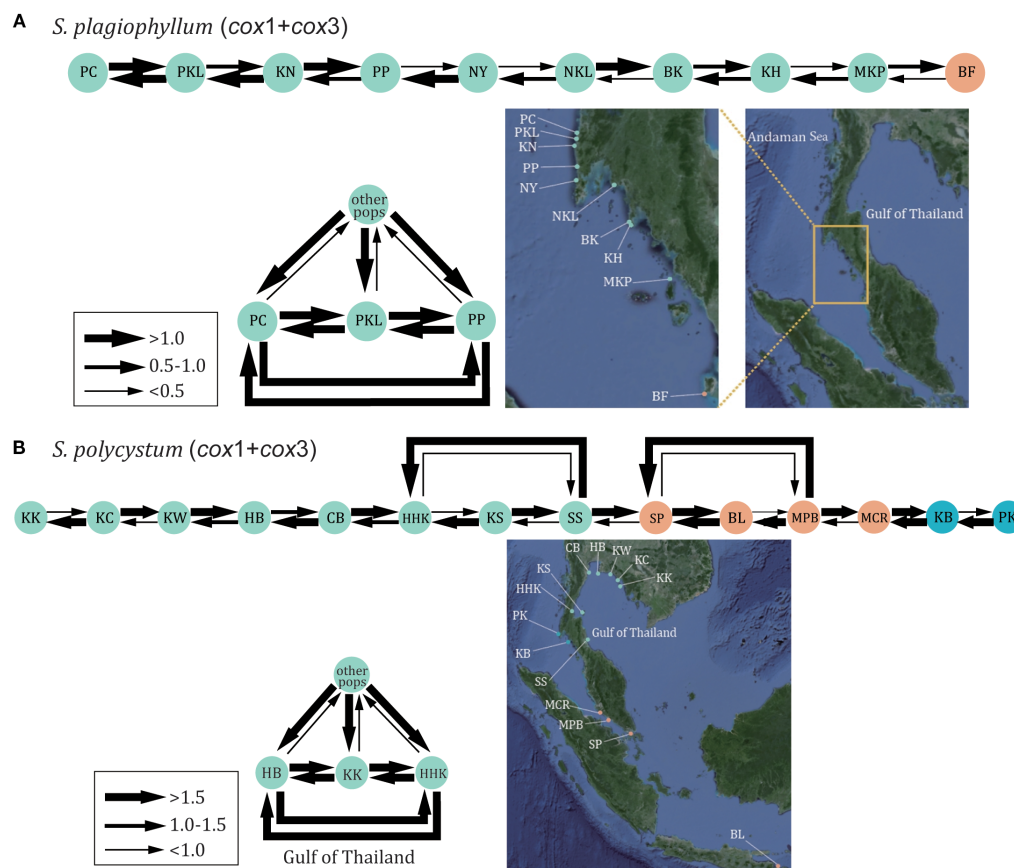 A
S. plagiophyllum (cox1+cox3)
PC PKL KN PP NY NKL BK KH MKP BF
other
pops
PC PKL PP
>1.0
0.5-1.0
<0.5
PC
PKL
KN
PP
NY
NKL
BK
KH
MKP
BF
Andaman Sea
Gulf of Thailand
B
S. polycystum (cox1+cox3)
KK KC KW HB CB HHK KS SS SP BL MPB MCR KB PK
other
pops
HB KK HHK
Gulf of Thailand
>1.5
1.0-1.5
<1.0
CB HB KW
KC
KK
KS
HHK
PK
Gulf of Thailand
KB
SS
MCR
MPB
SP
BL